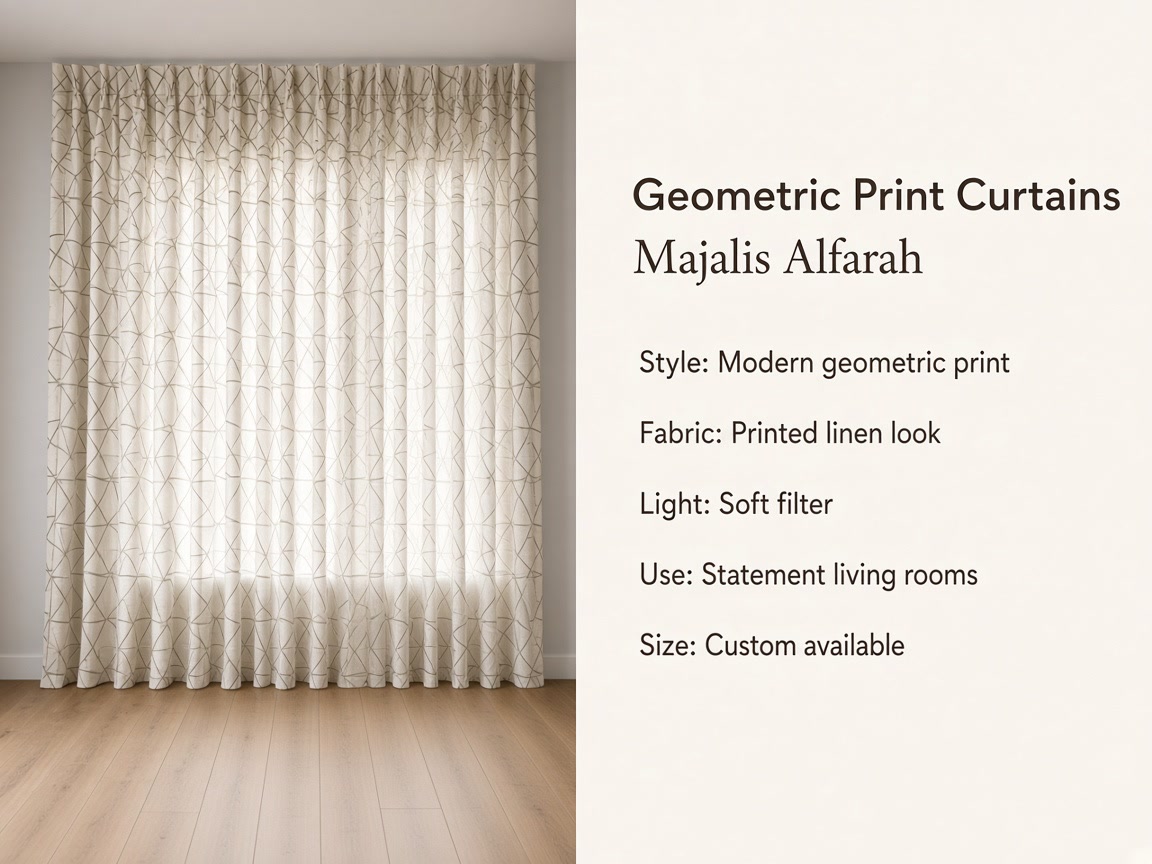 Geometric Print Curtains
Majalis Alfarah
Style: Modern geometric print
Fabric: Printed linen look
Light: Soft filter
Use: Statement living rooms
Size: Custom available